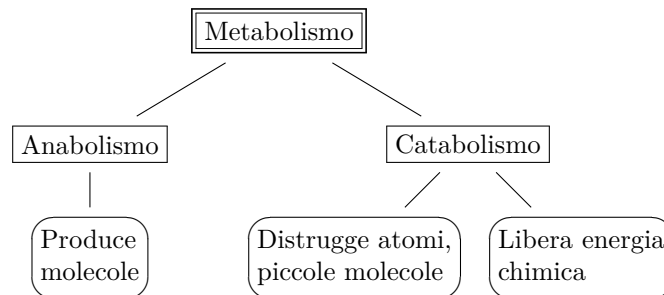 Metabolismo
Anabolismo
Catabolismo
Produce
molecole
Distrugge atomi,
piccole molecole
Libera energia
chimica